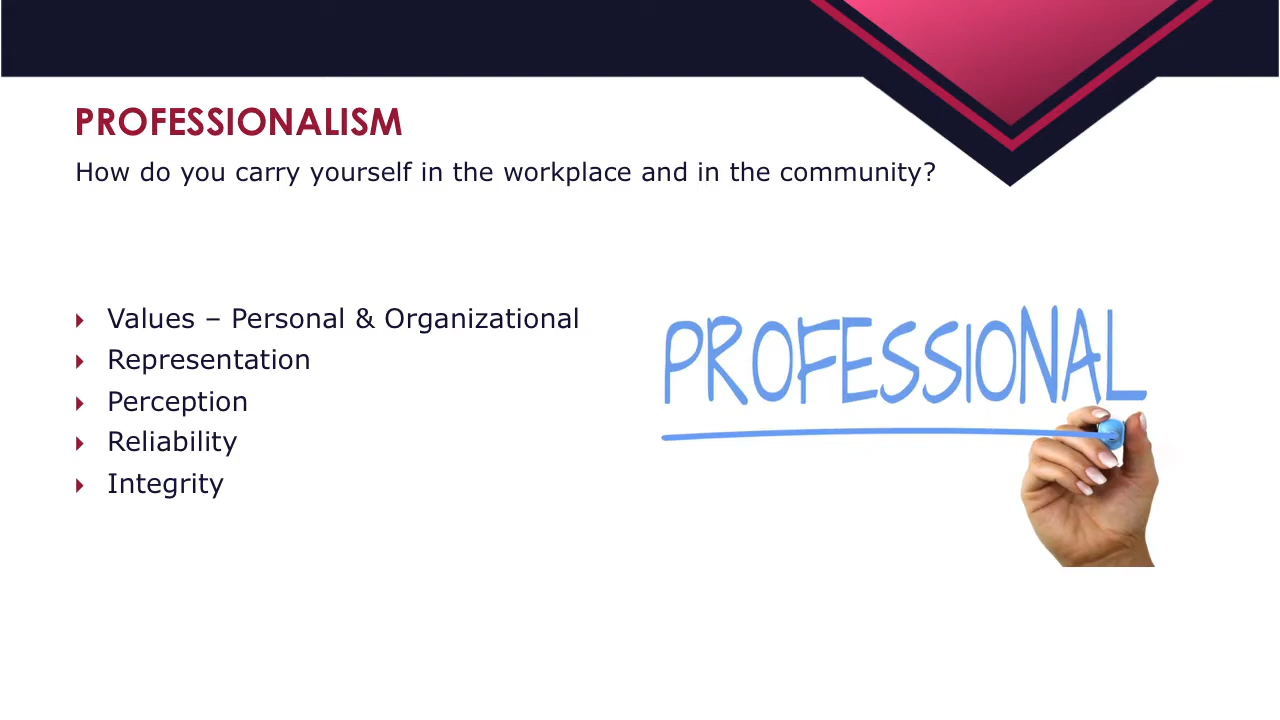 PROFESSIONALISM
How do you carry yourself in the workplace and in the community?
Values – Personal & Organizational
Representation
Perception
Reliability
Integrity
PROFESSIONAL